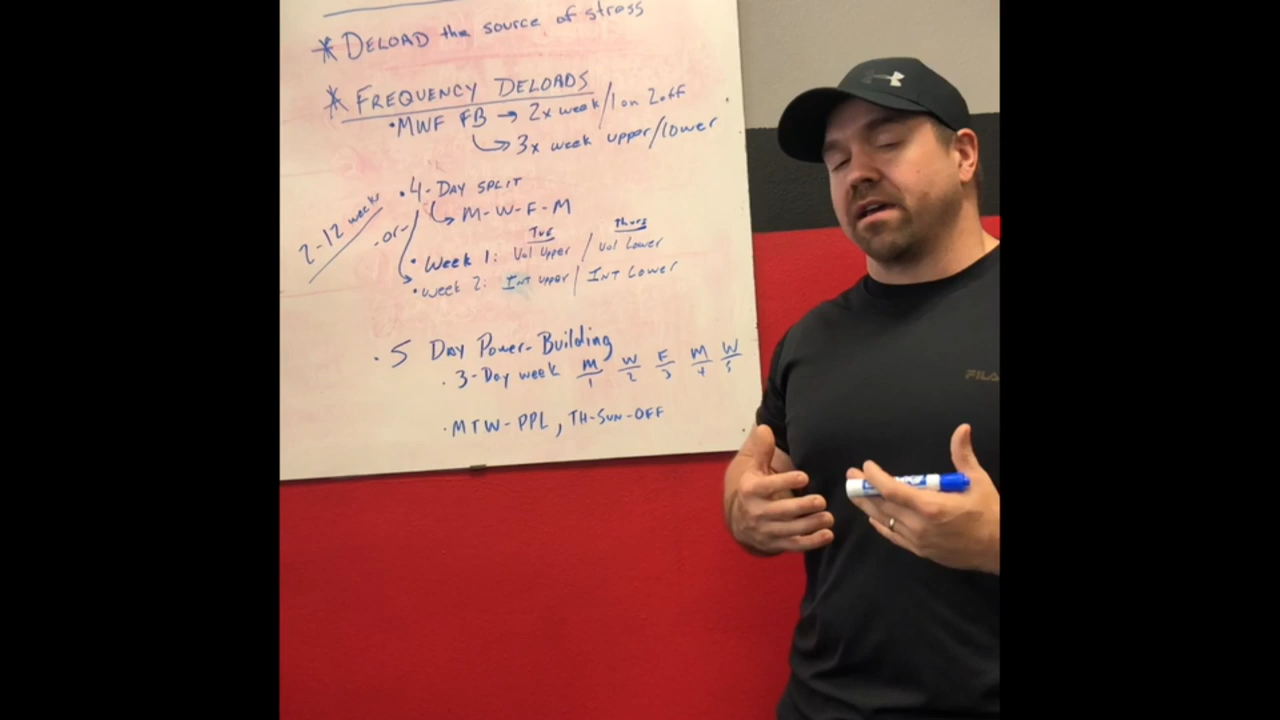 * DELOAD the source of stress
* FREQUENCY DELOADS
• MWF FB → 2x week/1 on 2 off
↳ 3x week upper/lower
• 4-DAY SPLIT
↳ M-W-F-M
2-12 weeks
-or-
TUE THURS
• Week 1: Vol Upper / Vol Lower
• Week 2: INT Upper / INT Lower
• 5 DAY Power-Building
• 3-Day week M W F M W
1 2 3 4 5
• MTW-PPL, TH-SUN-OFF
FILA